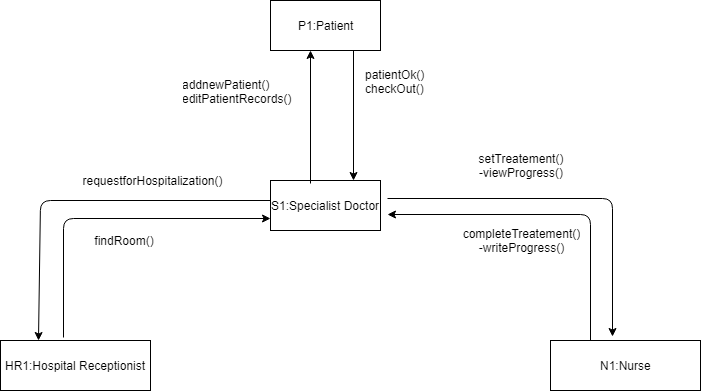 P1:Patient
addnewPatient()
editPatientRecords()
patientOk()
checkOut()
requestforHospitalization()
S1:Specialist Doctor
setTreatement()
-viewProgress()
findRoom()
completeTreatement()
-writeProgress()
HR1:Hospital Receptionist
N1:Nurse